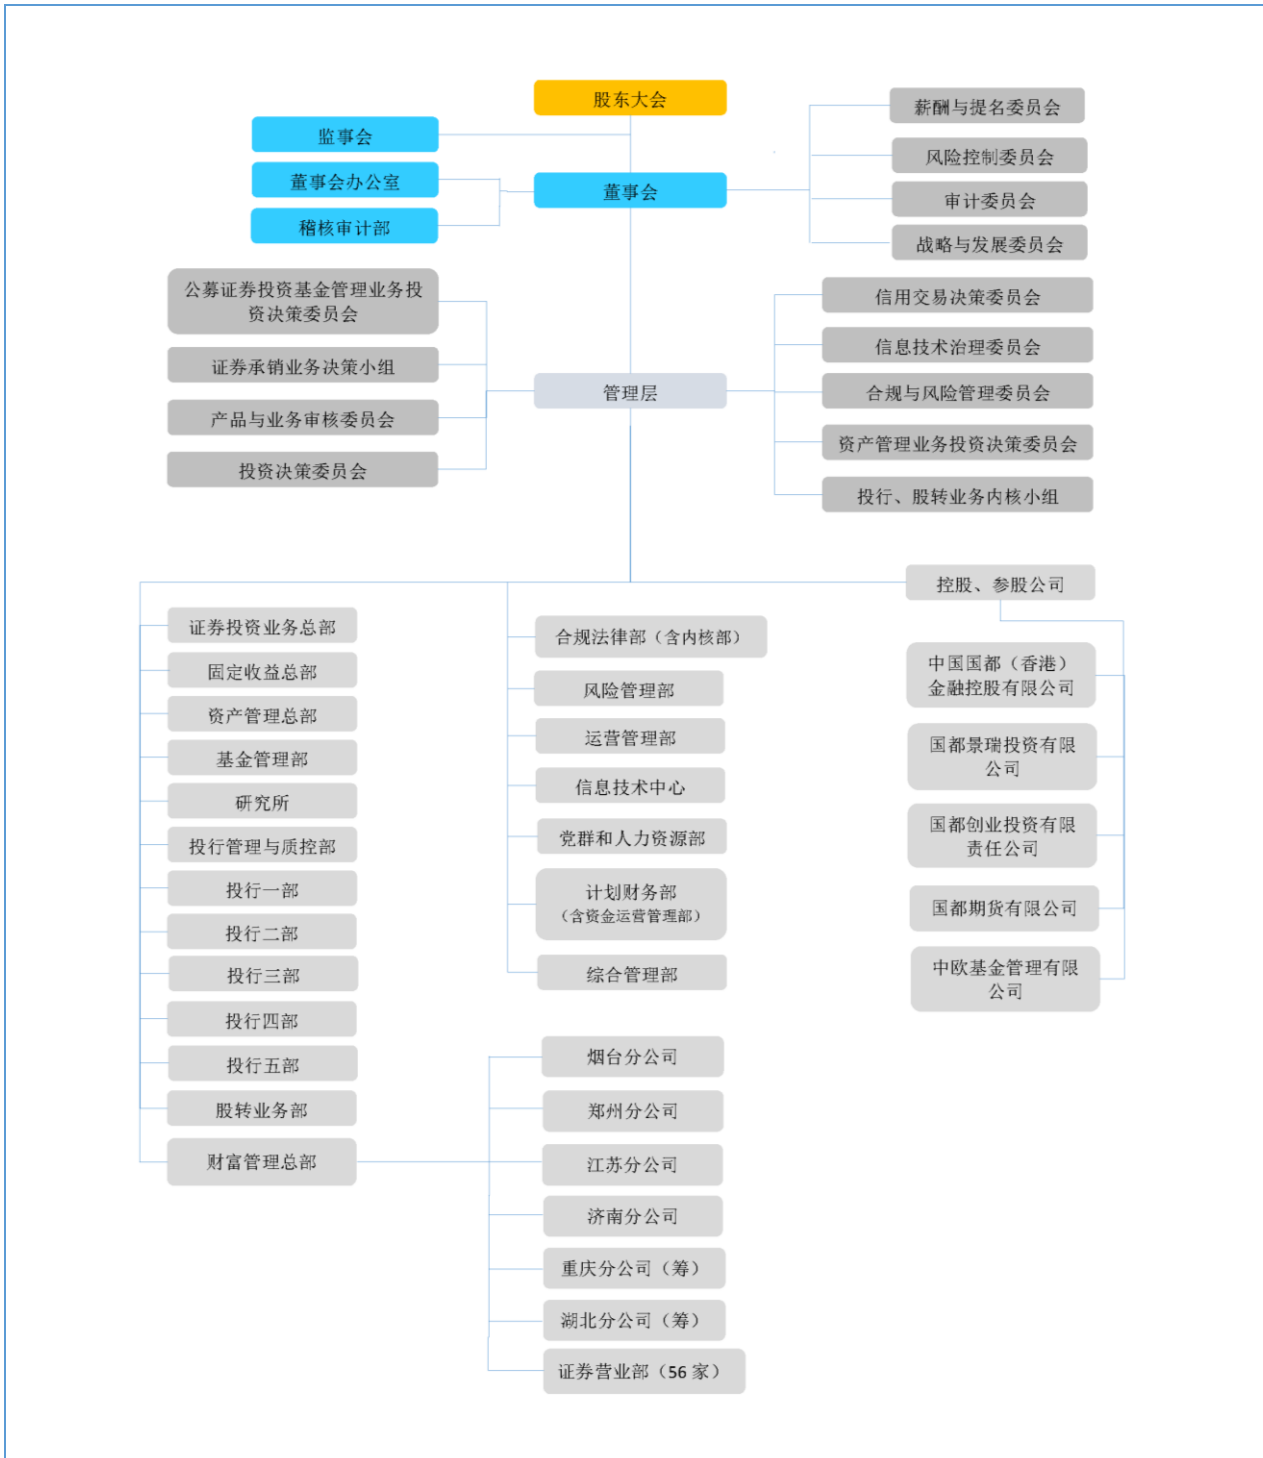 股东大会
监事会
董事会办公室
董事会
稽核审计部
薪酬与提名委员会
风险控制委员会
审计委员会
战略与发展委员会
公募证券投资基金管理业务投
资决策委员会
证券承销业务决策小组
产品与业务审核委员会
投资决策委员会
管理层
信用交易决策委员会
信息技术治理委员会
合规与风险管理委员会
资产管理业务投资决策委员会
投行、股转业务内核小组
证券投资业务总部
固定收益总部
资产管理总部
基金管理部
研究所
投行管理与质控部
投行一部
投行二部
投行三部
投行四部
投行五部
股转业务部
财富管理总部
合规法律部（含内核部）
风险管理部
运营管理部
信息技术中心
党群和人力资源部
计划财务部
（含资金运营管理部）
综合管理部
烟台分公司
郑州分公司
江苏分公司
济南分公司
重庆分公司（筹）
湖北分公司（筹）
证券营业部（56 家）
控股、参股公司
中国国都（香港）
金融控股有限公司
国都景瑞投资有限
公司
国都创业投资有限
责任公司
国都期货有限公司
中欧基金管理有限
公司